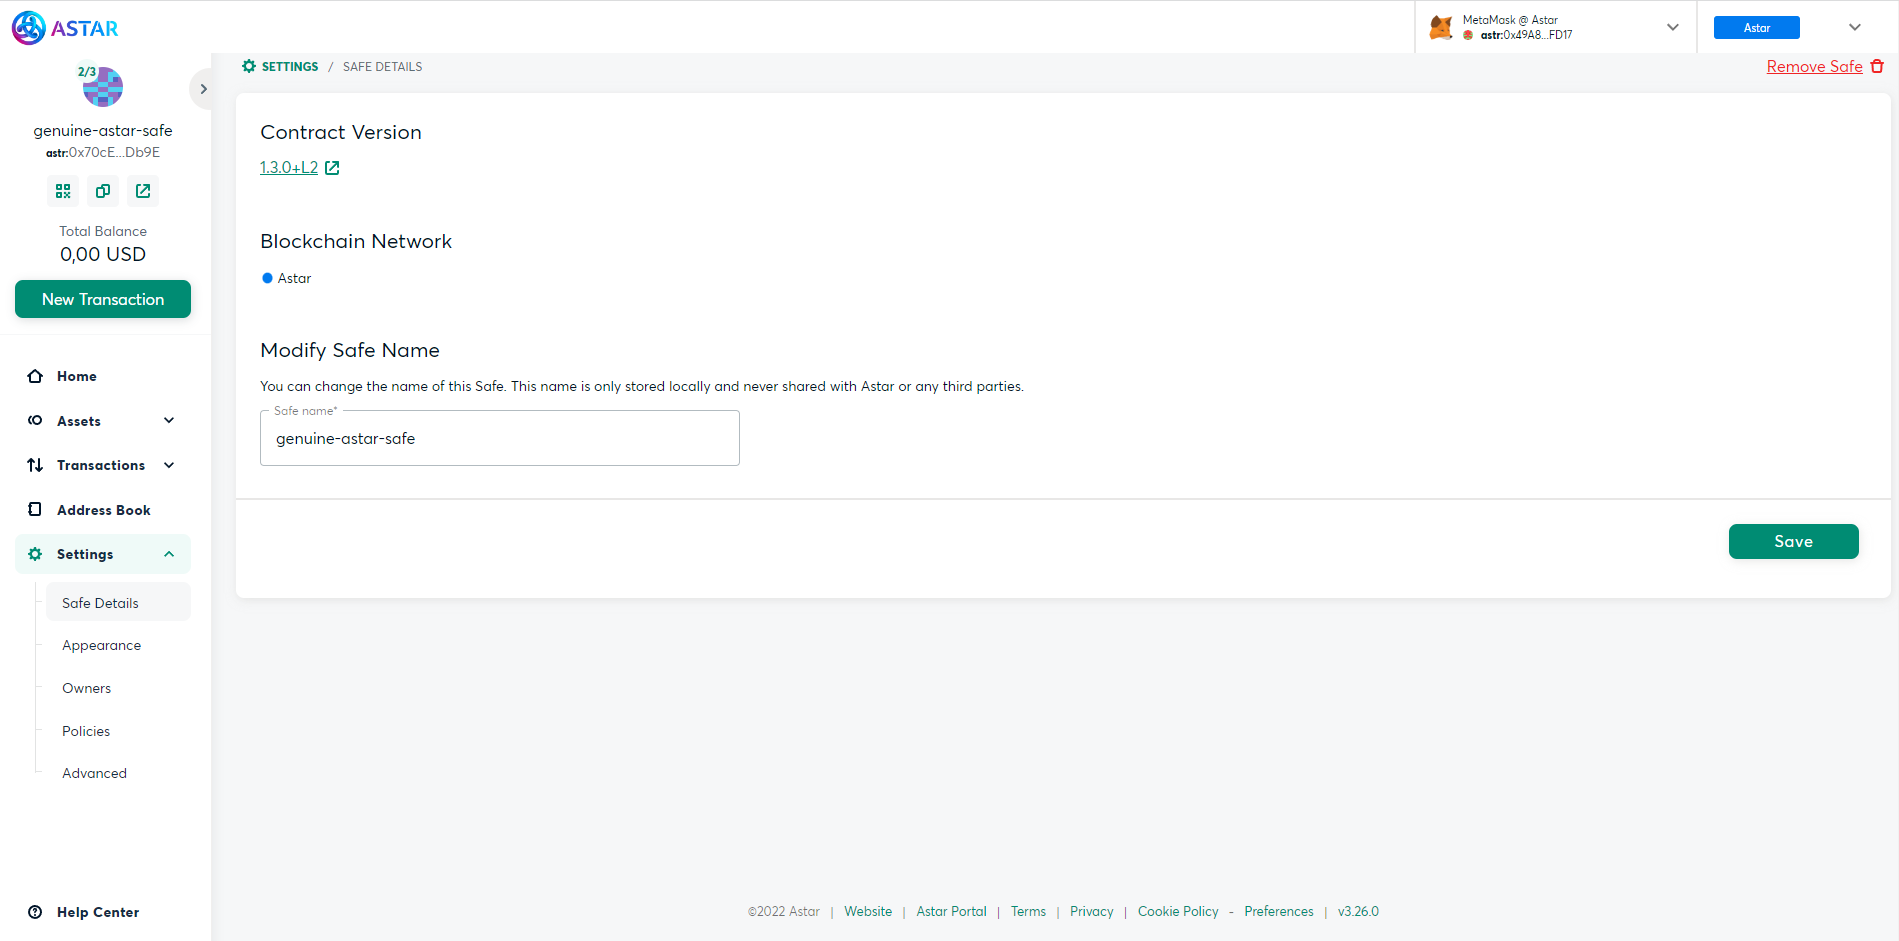 ASTAR
MetaMask @ Astar
astr:0x49A8...FD17
Astar
2/3
genuine-astar-safe
astr:0x70cE...Db9E
Total Balance
0,00 USD
New Transaction
Home
Assets
Transactions
Address Book
Settings
Safe Details
Appearance
Owners
Policies
Advanced
Help Center
SETTINGS / SAFE DETAILS
Remove Safe
Contract Version
1.3.0+L2
Blockchain Network
Astar
Modify Safe Name
You can change the name of this Safe. This name is only stored locally and never shared with Astar or any third parties.
Safe name*
genuine-astar-safe
Save
©2022 Astar | Website | Astar Portal | Terms | Privacy | Cookie Policy - Preferences | v3.26.0